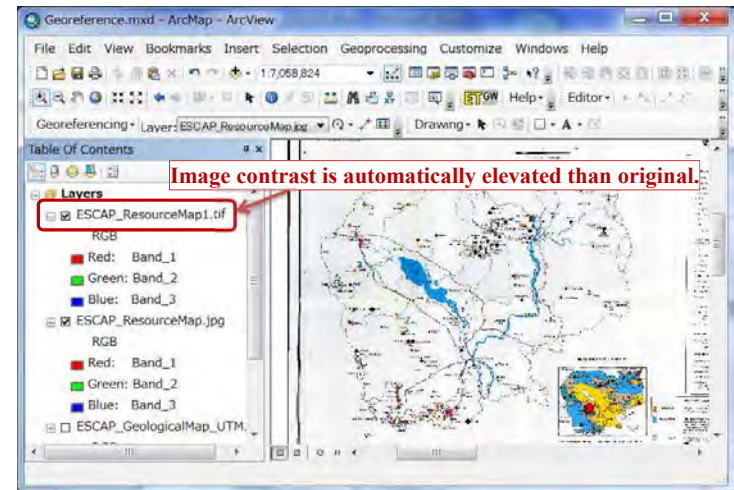 Georeference.mxd - ArcMap - ArcView
File Edit View Bookmarks Insert Selection Geoprocessing Customize Windows Help
1:7,058,824
ETGW Help Editor
Georeferencing Layer: ESCAP_ResourceMap.jpg Drawing A
Table Of Contents
Image contrast is automatically elevated than original.
Layers
ESCAP_ResourceMap1.tif
RGB
Red: Band_1
Green: Band_2
Blue: Band_3
ESCAP_ResourceMap.jpg
RGB
Red: Band_1
Green: Band_2
Blue: Band_3
ESCAP_GeologicalMap_UTM.